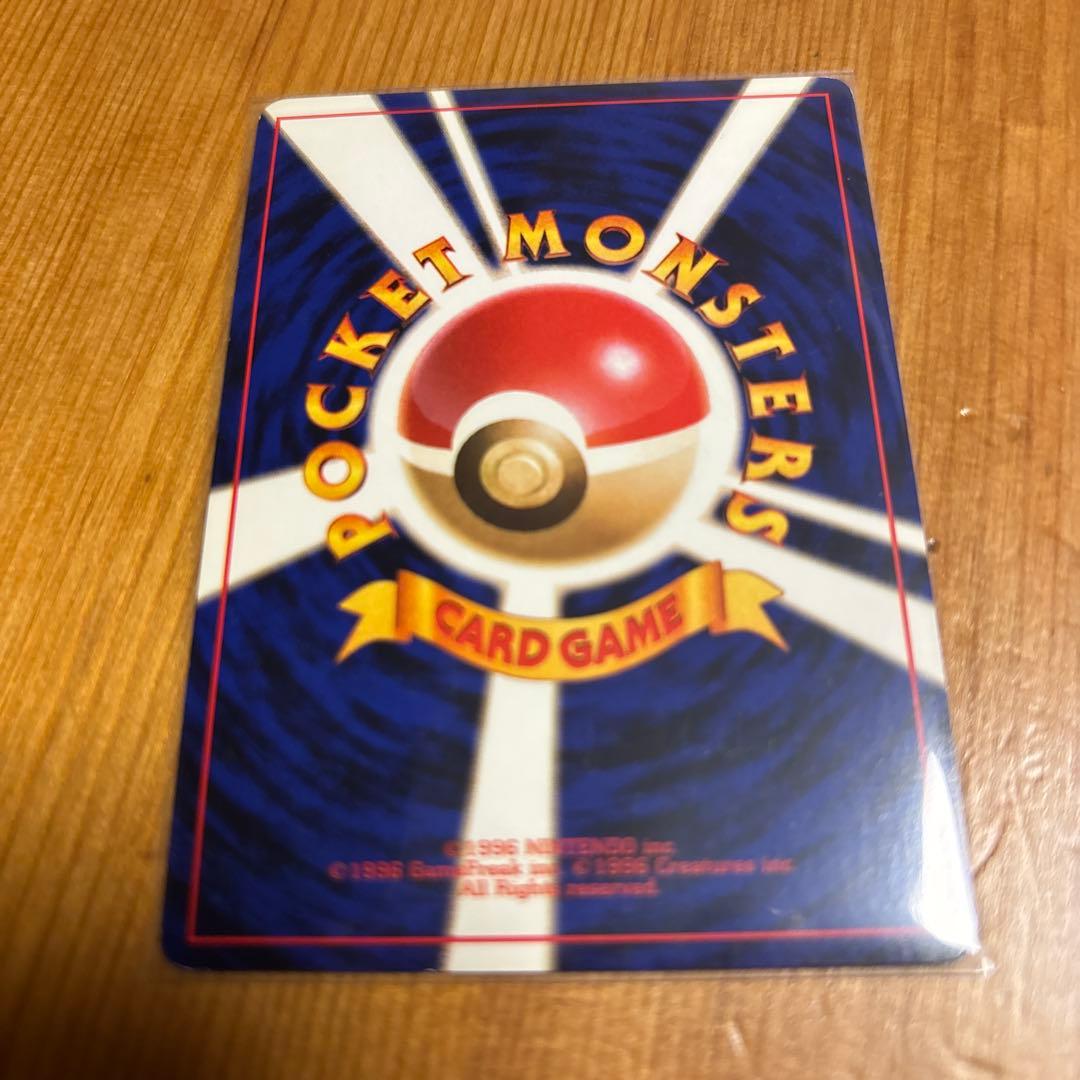 POCKET MONSTERS
CARD GAME
©1996 NINTENDO inc.
©1996 GameFreak inc. ©1996 Creatures inc.
All Rights reserved.